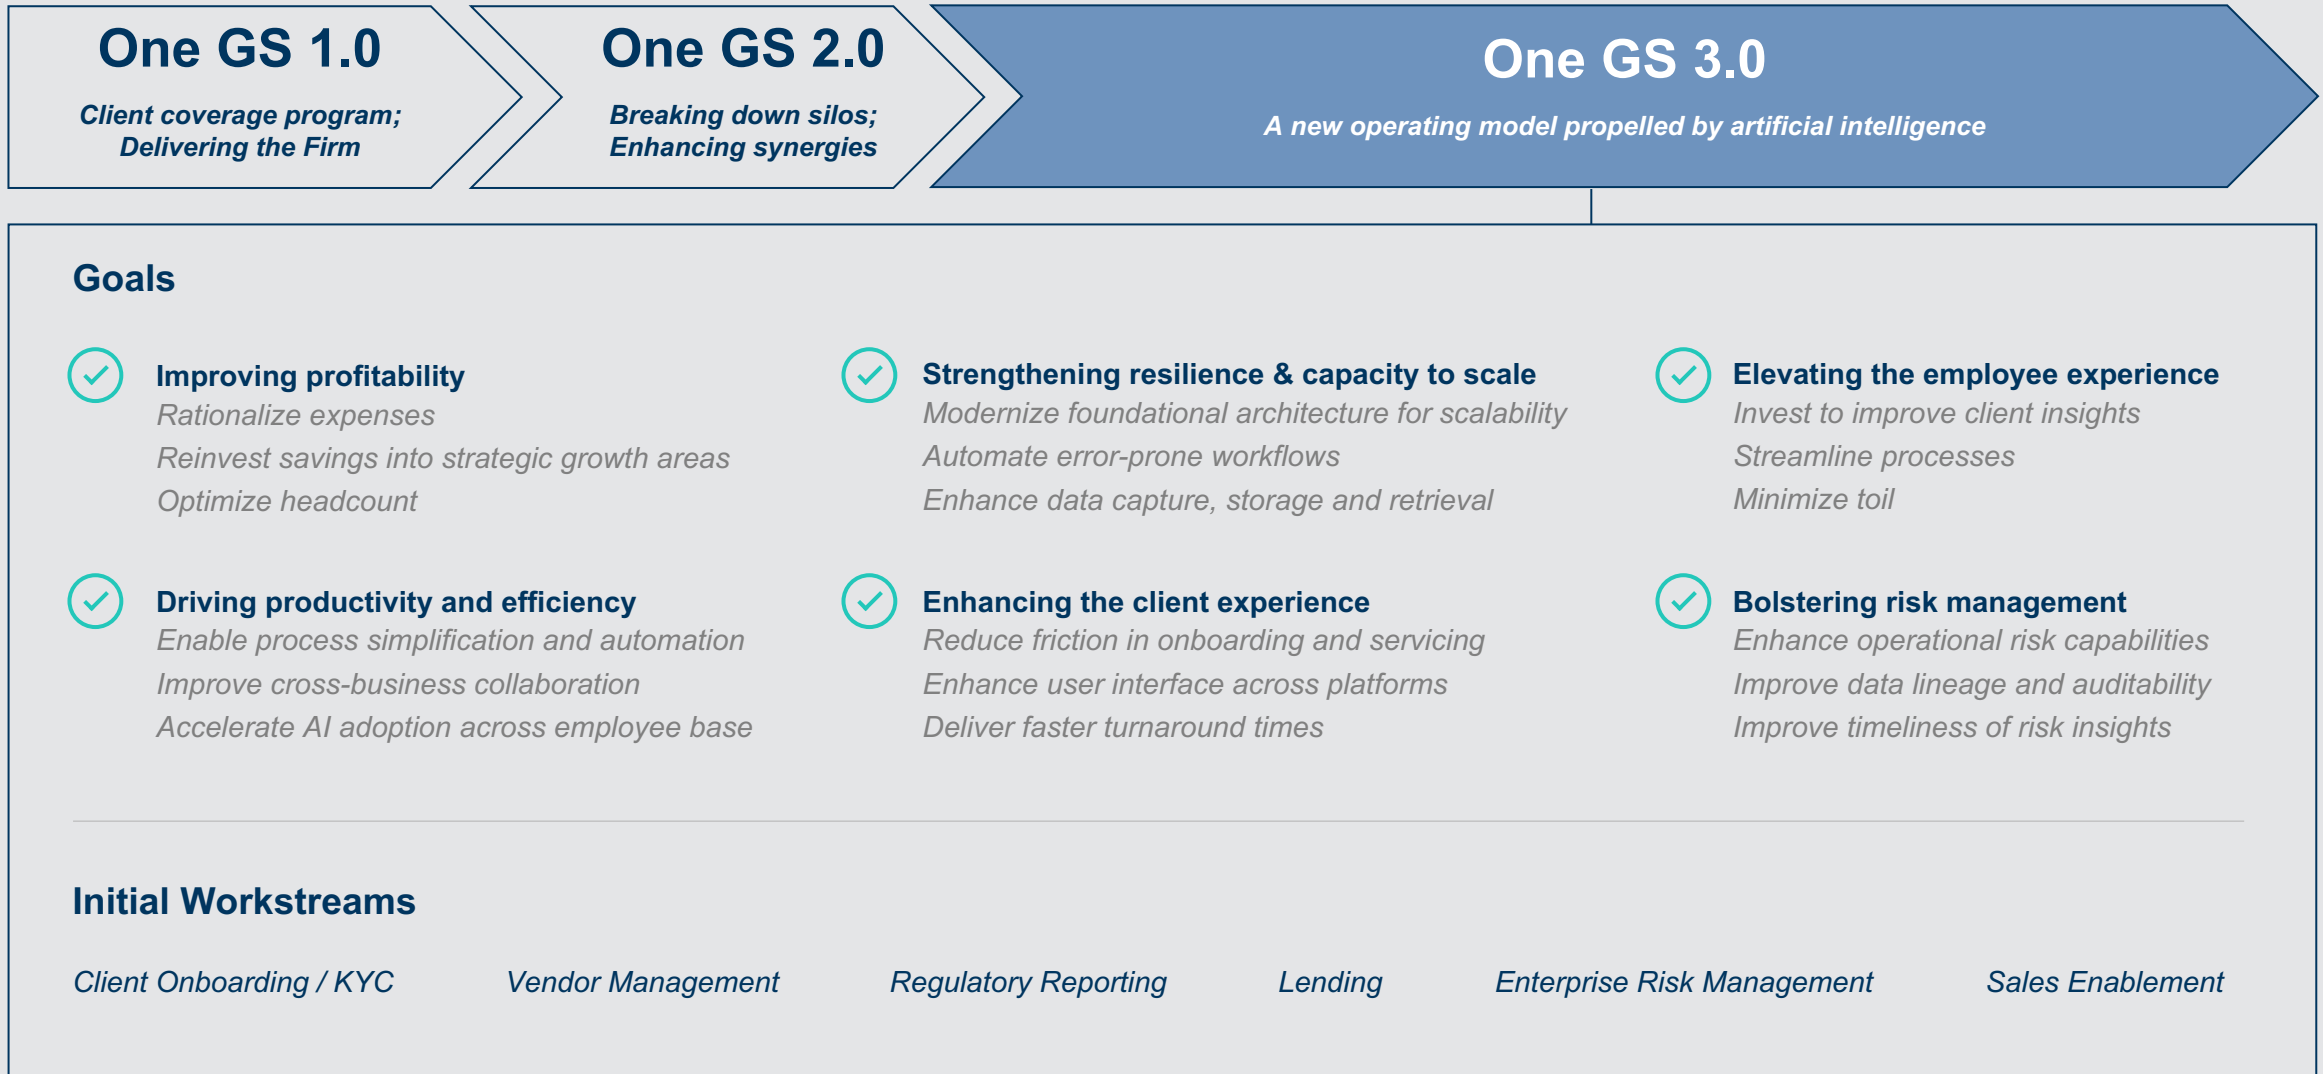 One GS 1.0
Client coverage program;
Delivering the Firm
One GS 2.0
Breaking down silos;
Enhancing synergies
One GS 3.0
A new operating model propelled by artificial intelligence
Goals
Improving profitability
Rationalize expenses
Reinvest savings into strategic growth areas
Optimize headcount
Strengthening resilience & capacity to scale
Modernize foundational architecture for scalability
Automate error-prone workflows
Enhance data capture, storage and retrieval
Elevating the employee experience
Invest to improve client insights
Streamline processes
Minimize toil
Driving productivity and efficiency
Enable process simplification and automation
Improve cross-business collaboration
Accelerate AI adoption across employee base
Enhancing the client experience
Reduce friction in onboarding and servicing
Enhance user interface across platforms
Deliver faster turnaround times
Bolstering risk management
Enhance operational risk capabilities
Improve data lineage and auditability
Improve timeliness of risk insights
Initial Workstreams
Client Onboarding / KYC
Vendor Management
Regulatory Reporting
Lending
Enterprise Risk Management
Sales Enablement